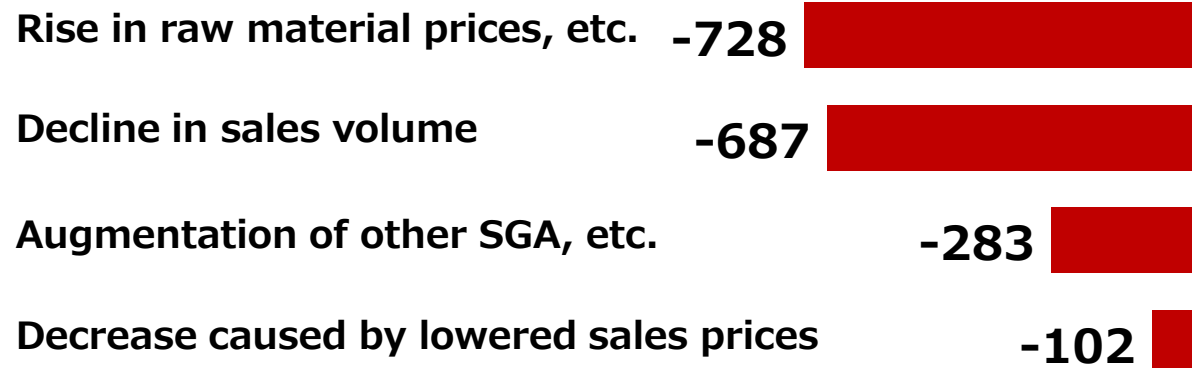 Rise in raw material prices, etc. -728
Decline in sales volume -687
Augmentation of other SGA, etc. -283
Decrease caused by lowered sales prices -102